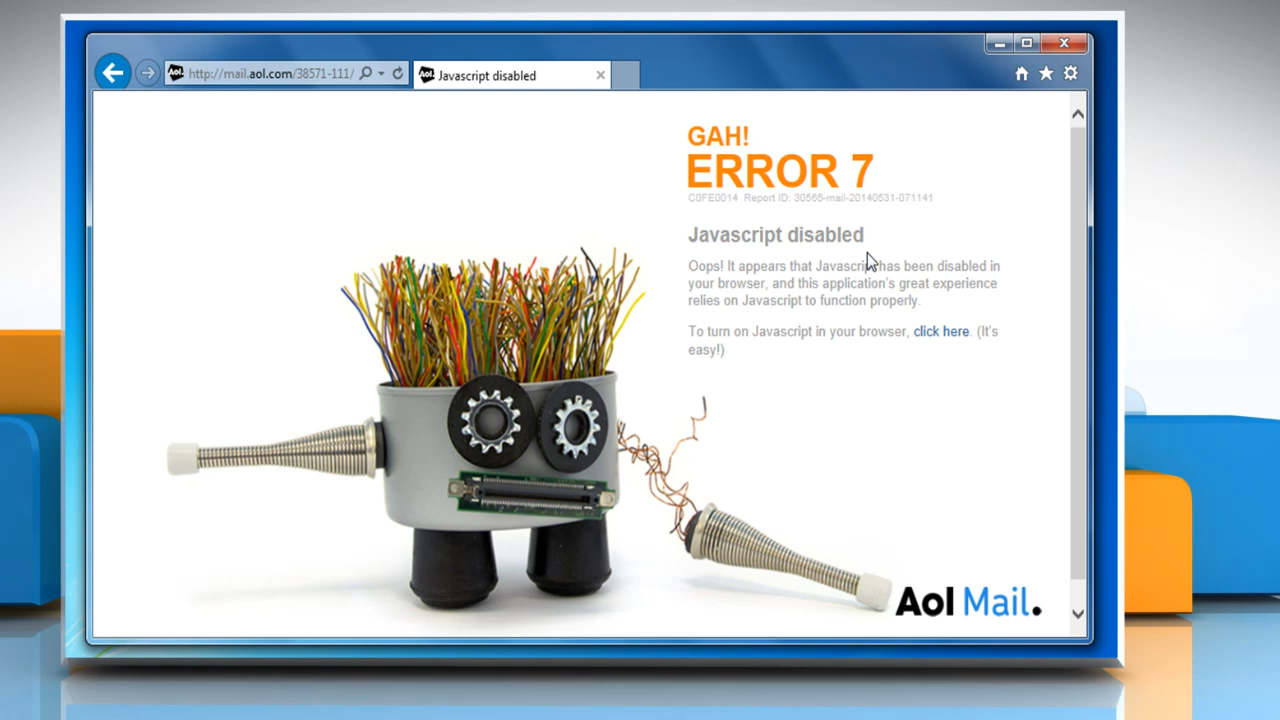 http://mail.aol.com/38571-111/
Aol. Javascript disabled
GAH!
ERROR 7
C0FE0014 Report ID: 30565-mail-20140531-071141
Javascript disabled
Oops! It appears that Javascript has been disabled in
your browser, and this application's great experience
relies on Javascript to function properly.
To turn on Javascript in your browser, click here. (It's
easy!)
Aol Mail.